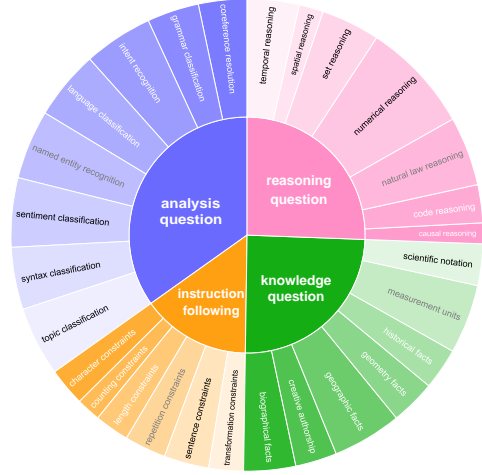 analysis
question
reasoning
question
knowledge
question
instruction
following
temporal reasoning
spatial reasoning
set reasoning
numerical reasoning
natural law reasoning
code reasoning
causal reasoning
scientific notation
measurement units
historical facts
geometry facts
geographic facts
creative authorship
biographical facts
transformation constraints
sentence constraints
repetition constraints
length constraints
counting constraints
character constraints
topic classification
syntax classification
sentiment classification
named entity recognition
language classification
intent recognition
grammar classification
coreference resolution